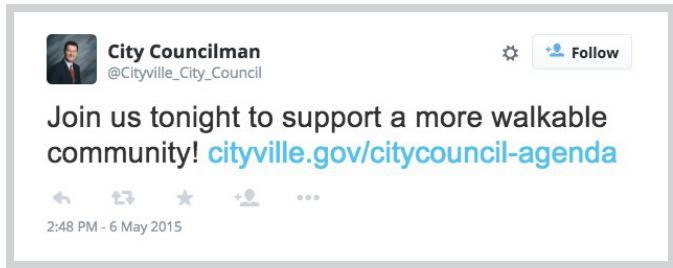 City Councilman
@Cityville_City_Council
Follow
Join us tonight to support a more walkable
community! cityville.gov/citycouncil-agenda
2:48 PM - 6 May 2015